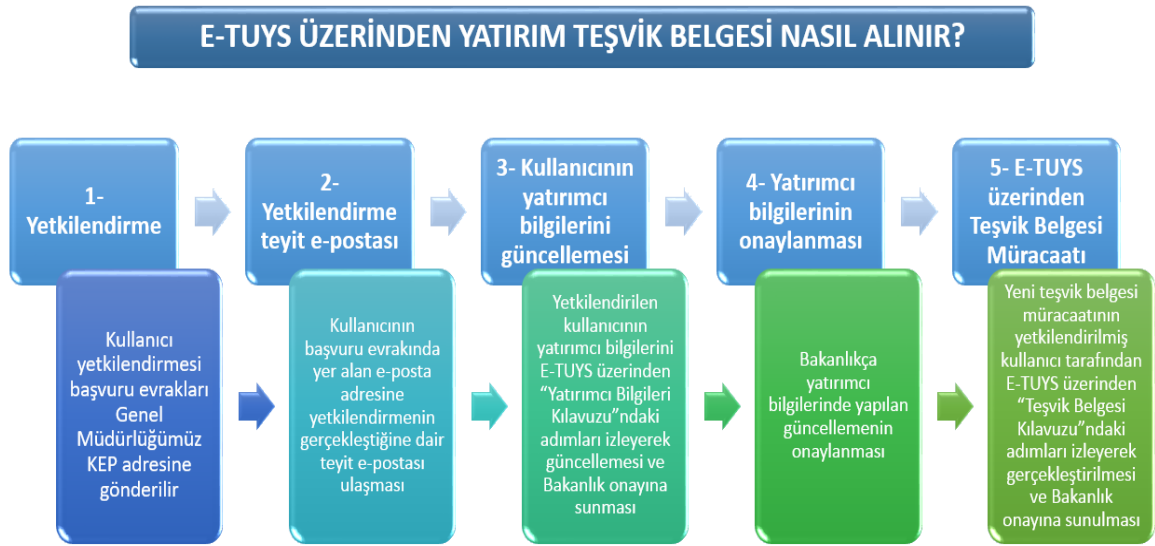 E-TUYS ÜZERİNDEN YATIRIM TEŞVİK BELGESİ NASIL ALINIR?
1-
Yetkilendirme
Kullanıcı
yetkilendirmesi
başvuru evrakları
Genel
Müdürlüğümüz
KEP adresine
gönderilir
2-
Yetkilendirme
teyit e-postası
Kullanıcının
başvuru evrakında
yer alan e-posta
adresine
yetkilendirmenin
gerçekleştiğine dair
teyit e-postası
ulaşması
3- Kullanıcının
yatırımcı
bilgilerini
güncellemesi
Yetkilendirilen
kullanıcının
yatırımcı bilgilerini
E-TUYS üzerinden
“Yatırımcı Bilgileri
Kılavuzu”ndaki
adımları izleyerek
güncellemesi ve
Bakanlık onayına
sunması
4- Yatırımcı
bilgilerinin
onaylanması
Bakanlıkça
yatırımcı
bilgilerinde yapılan
güncellemenin
onaylanması
5- E-TUYS
üzerinden
Teşvik Belgesi
Müracaatı
Yeni teşvik belgesi
müracaatının
yetkilendirilmiş
kullanıcı tarafından
E-TUYS üzerinden
“Teşvik Belgesi
Kılavuzu”ndaki
adımları izleyerek
gerçekleştirilmesi
ve Bakanlık
onayına sunulması